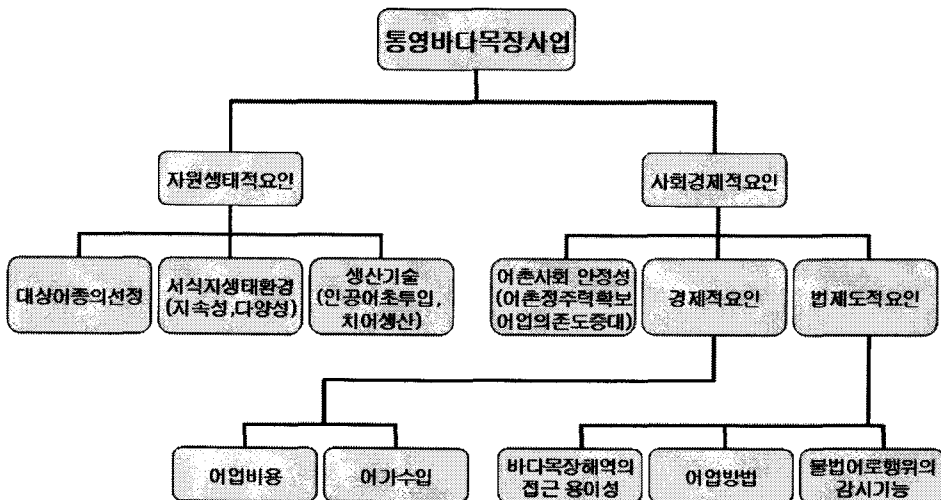 통영바다목장사업
자원생태적요인
사회경제적요인
대상어종의선정
서식지생태환경
(지속성,다양성)
생산기술
(인공어초투입,
치어생산)
어촌사회 안정성
(어촌정주력확보
어업의존도증대)
경제적요인
법제도적요인
어업비용
어가수입
바다목장해역의
접근 용이성
어업방법
불법어로행위의
감시기능